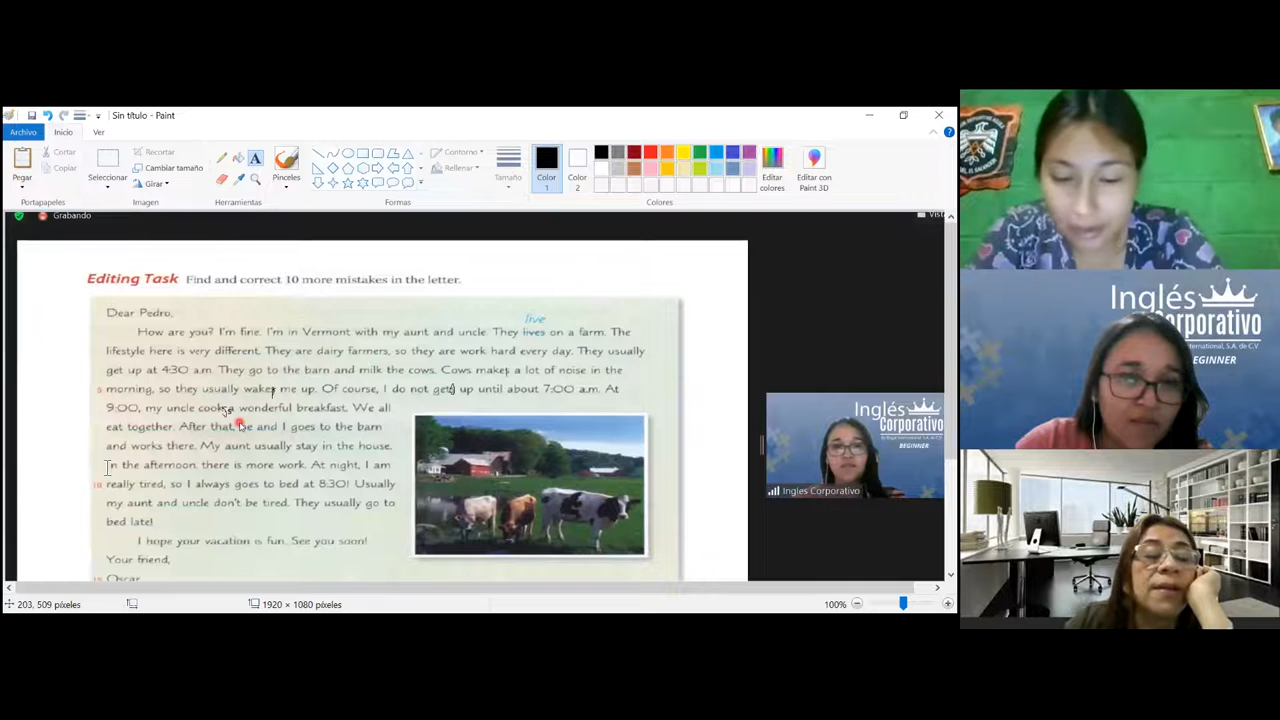 Sin título - Paint
Archivo Inicio Ver
Pegar
Cortar
Copiar
Portapapeles
Seleccionar
Recortar
Cambiar tamaño
Girar
Imagen
A
Herramientas
Pinceles
Contorno
Rellenar
Formas
Tamaño
Color 1
Color 2
Editar colores
Colores
Editar con Paint 3D
Grabando
Editing Task Find and correct 10 more mistakes in the letter.
Dear Pedro,
live
How are you? I'm fine. I'm in Vermont with my aunt and uncle. They lives on a farm. The
lifestyle here is very different. They are dairy farmers, so they are work hard every day. They usually
get up at 4:30 a.m. They go to the barn and milk the cows. Cows makes a lot of noise in the
5 morning, so they usually wakes me up. Of course, I do not gets up until about 7:00 a.m. At
9:00, my uncle cooks a wonderful breakfast. We all
eat together. After that, he and I goes to the barn
and works there. My aunt usually stay in the house.
In the afternoon there is more work. At night, I am
10 really tired, so I always goes to bed at 8:30! Usually
my aunt and uncle don't be tired. They usually go to
bed late!
I hope your vacation is fun. See you soon!
Your friend,
15 Oscar
Inglés
Corporativo
BEGINNER
Ingles Corporativo
203, 509 píxeles
1920 × 1080 píxeles
100%
Inglés
Corporativo
International, S.A. de C.V
BEGINNER